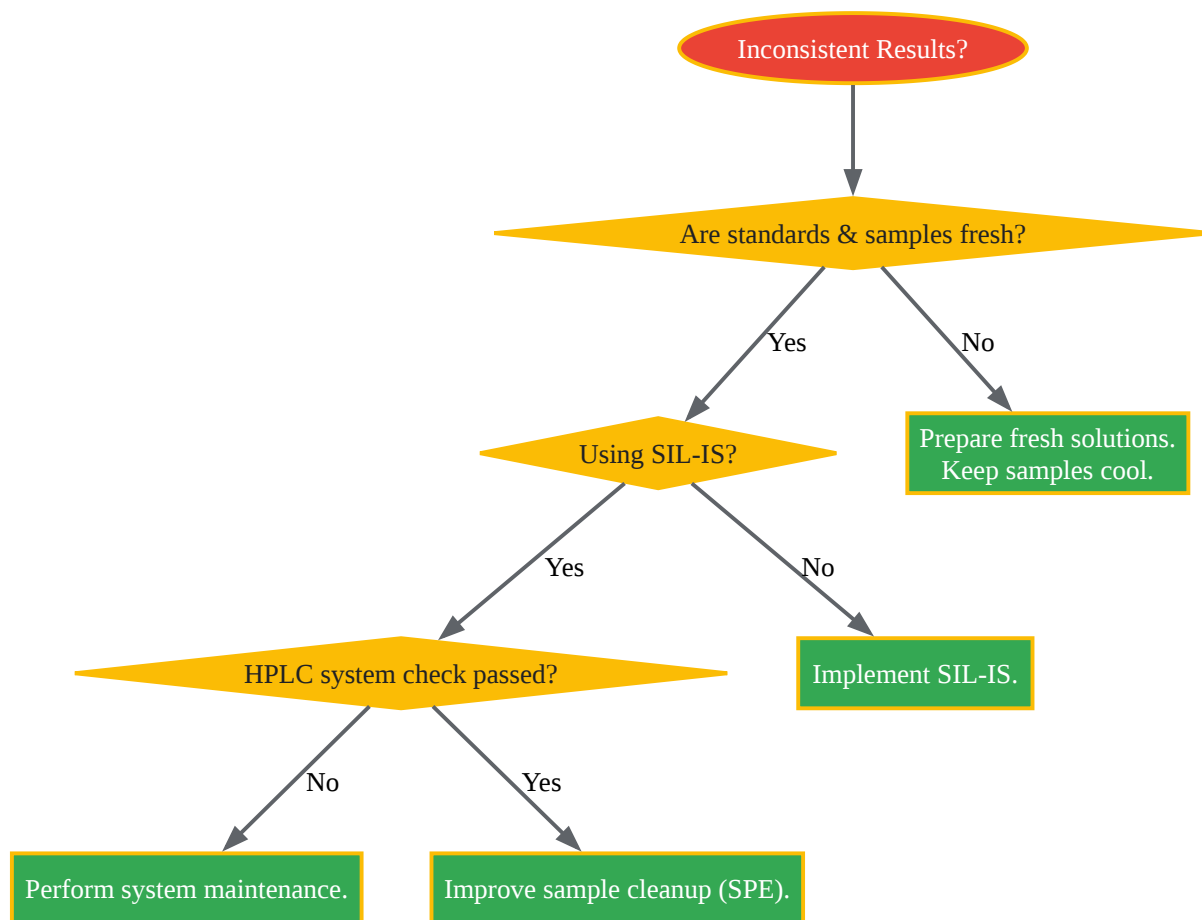 Inconsistent Results?
Are standards & samples fresh?
Yes
No
Prepare fresh solutions.
Keep samples cool.
Using SIL-IS?
Yes
No
Implement SIL-IS.
HPLC system check passed?
No
Yes
Perform system maintenance.
Improve sample cleanup (SPE).